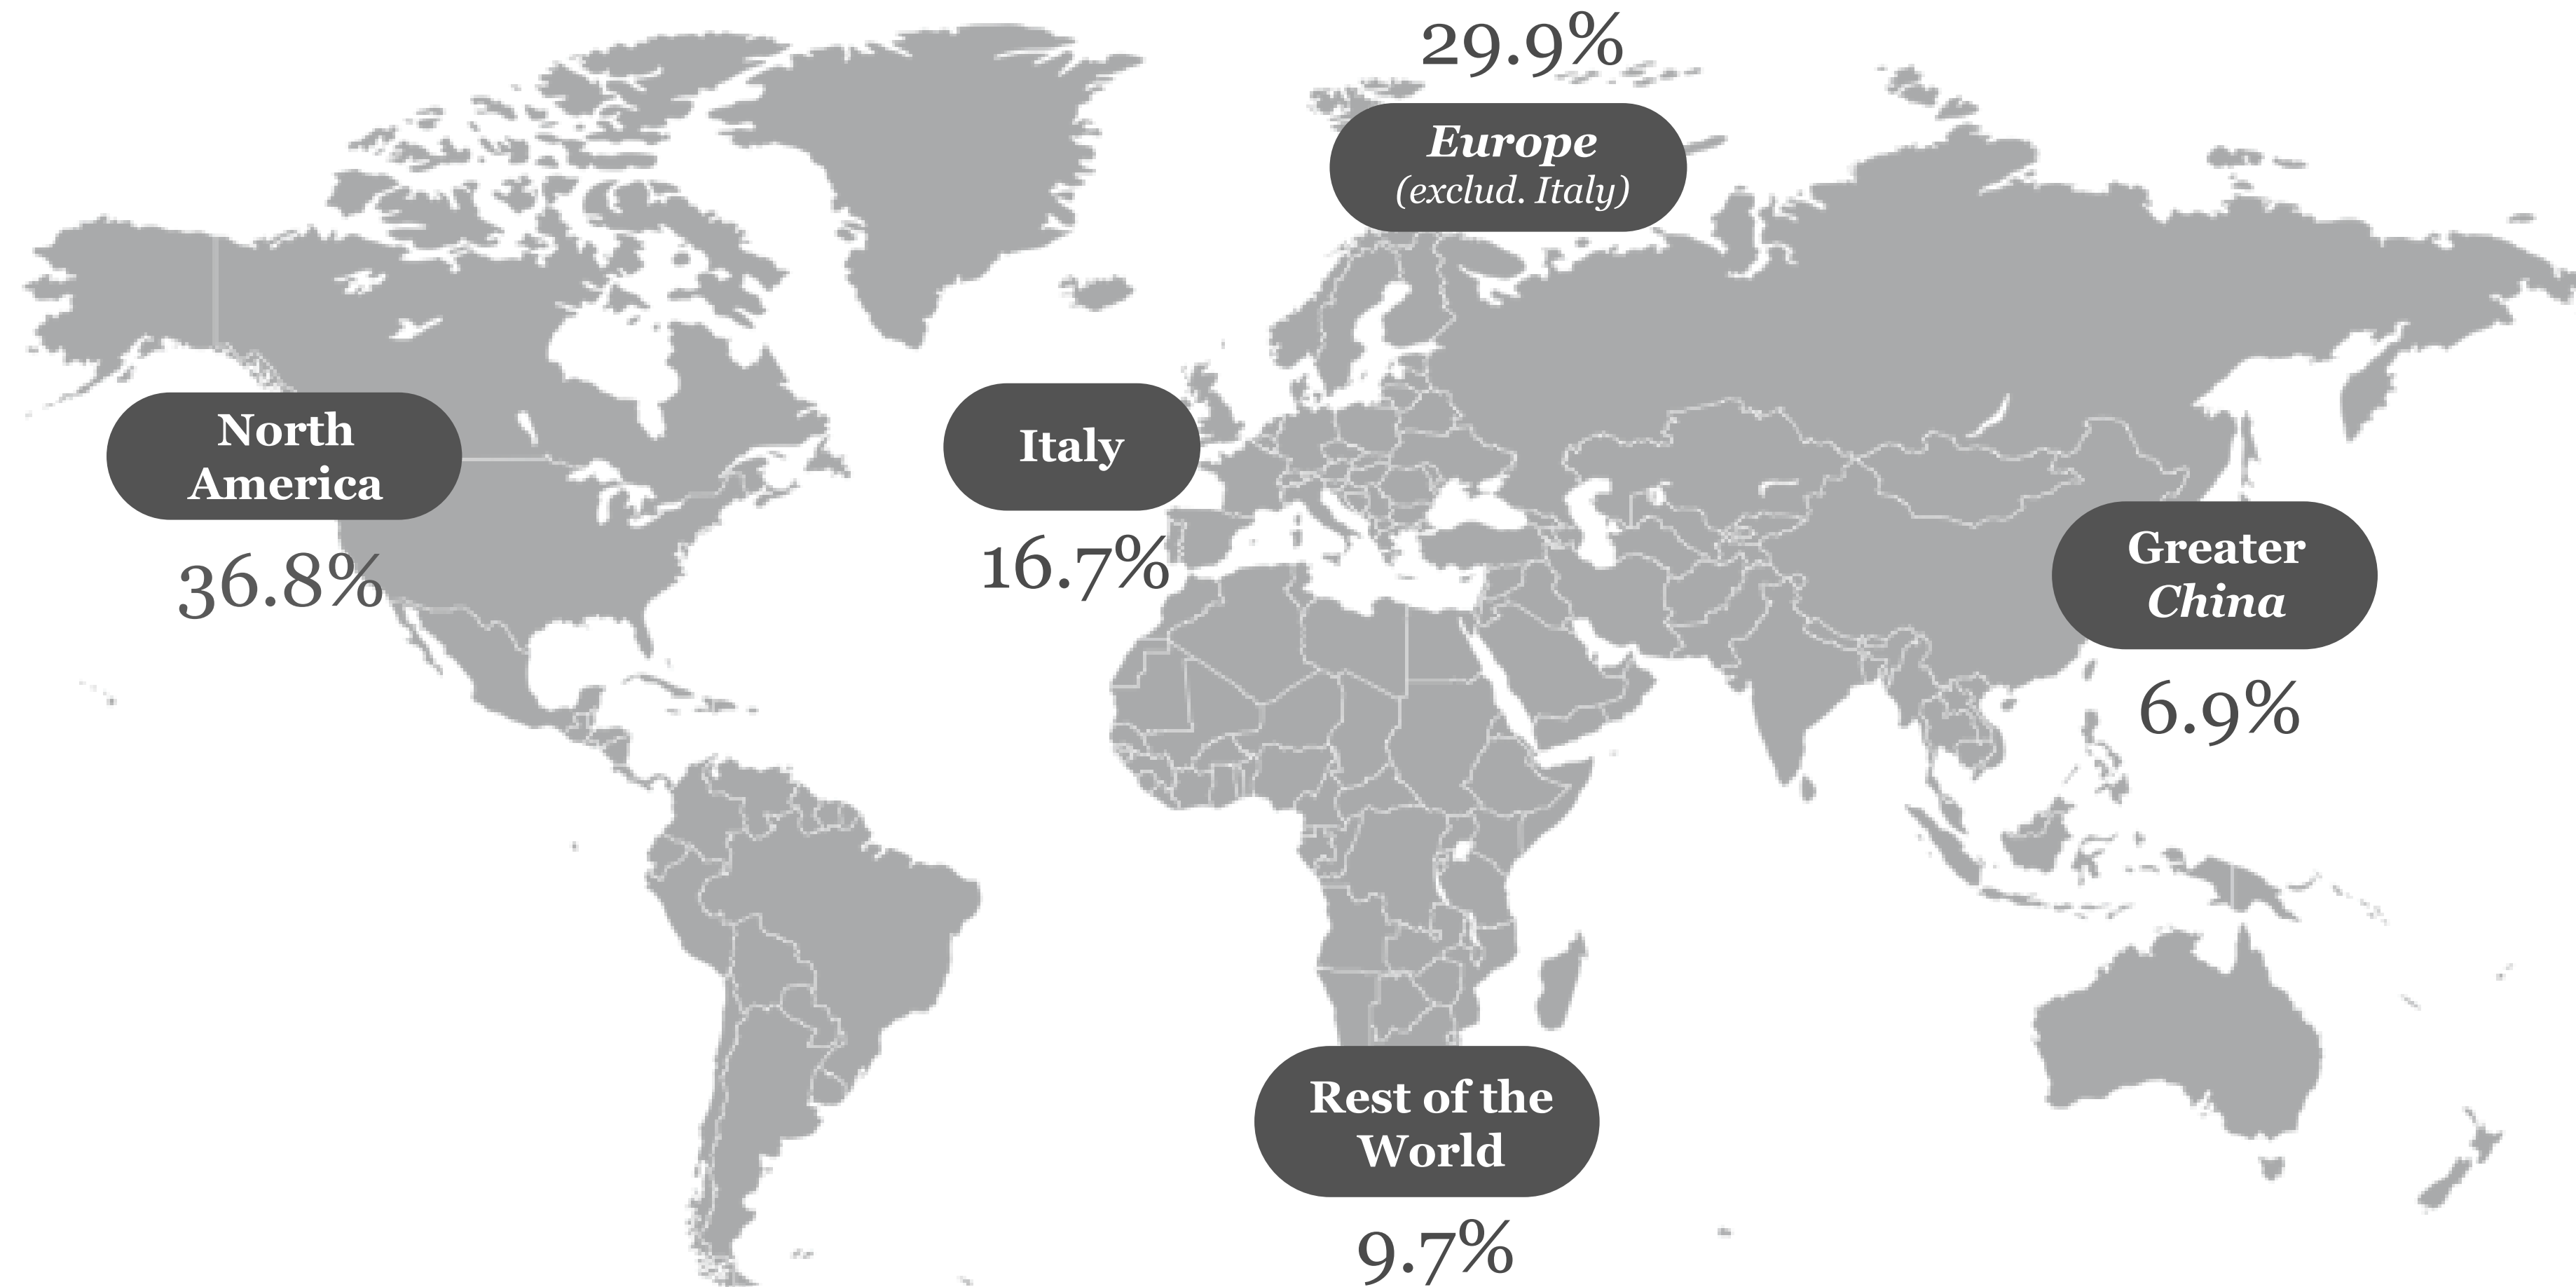 29.9%
Europe
(exclud. Italy)
North
America
36.8%
Italy
16.7%
Greater
China
6.9%
Rest of the
World
9.7%